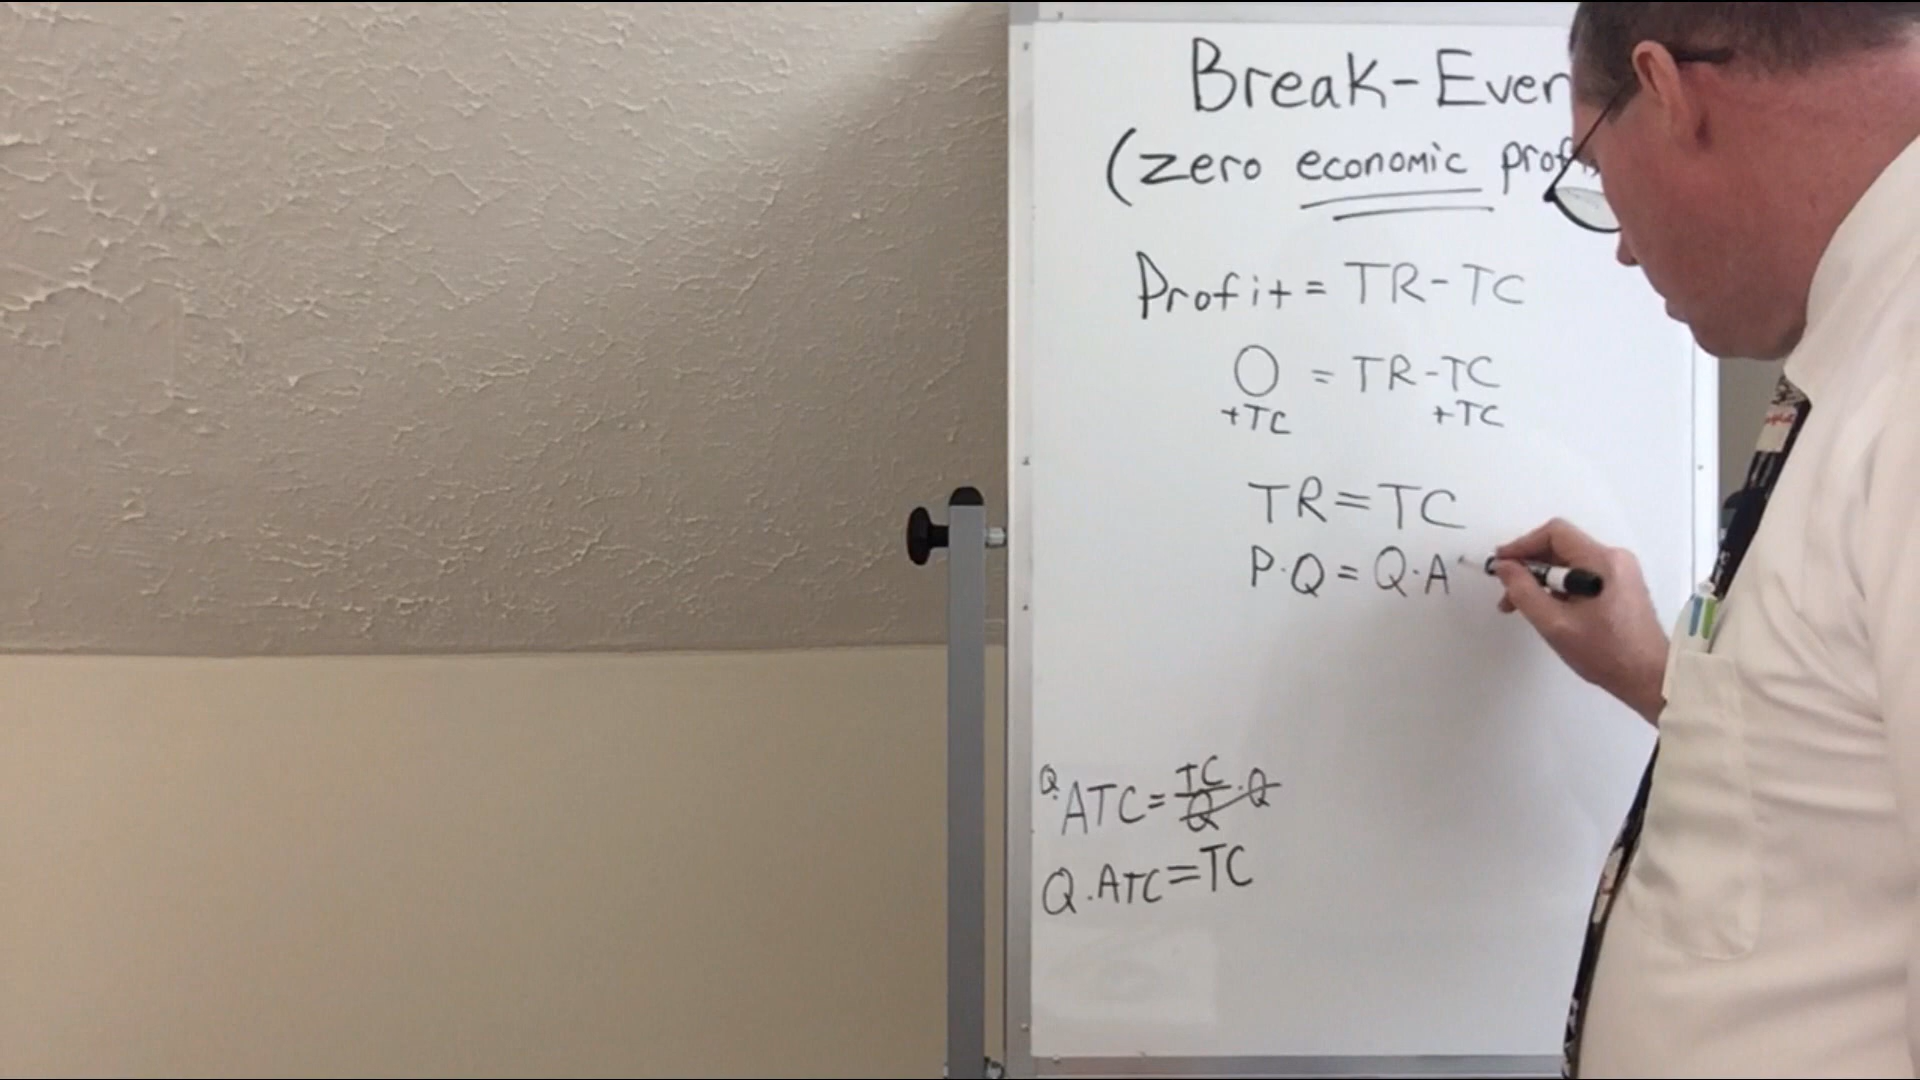 Break-Even
(zero economic prof
Profit = TR-TC
0 = TR-TC
+TC +TC
TR=TC
P·Q = Q·A
Q· ATC = TC/Q ·Q
Q·ATC=TC